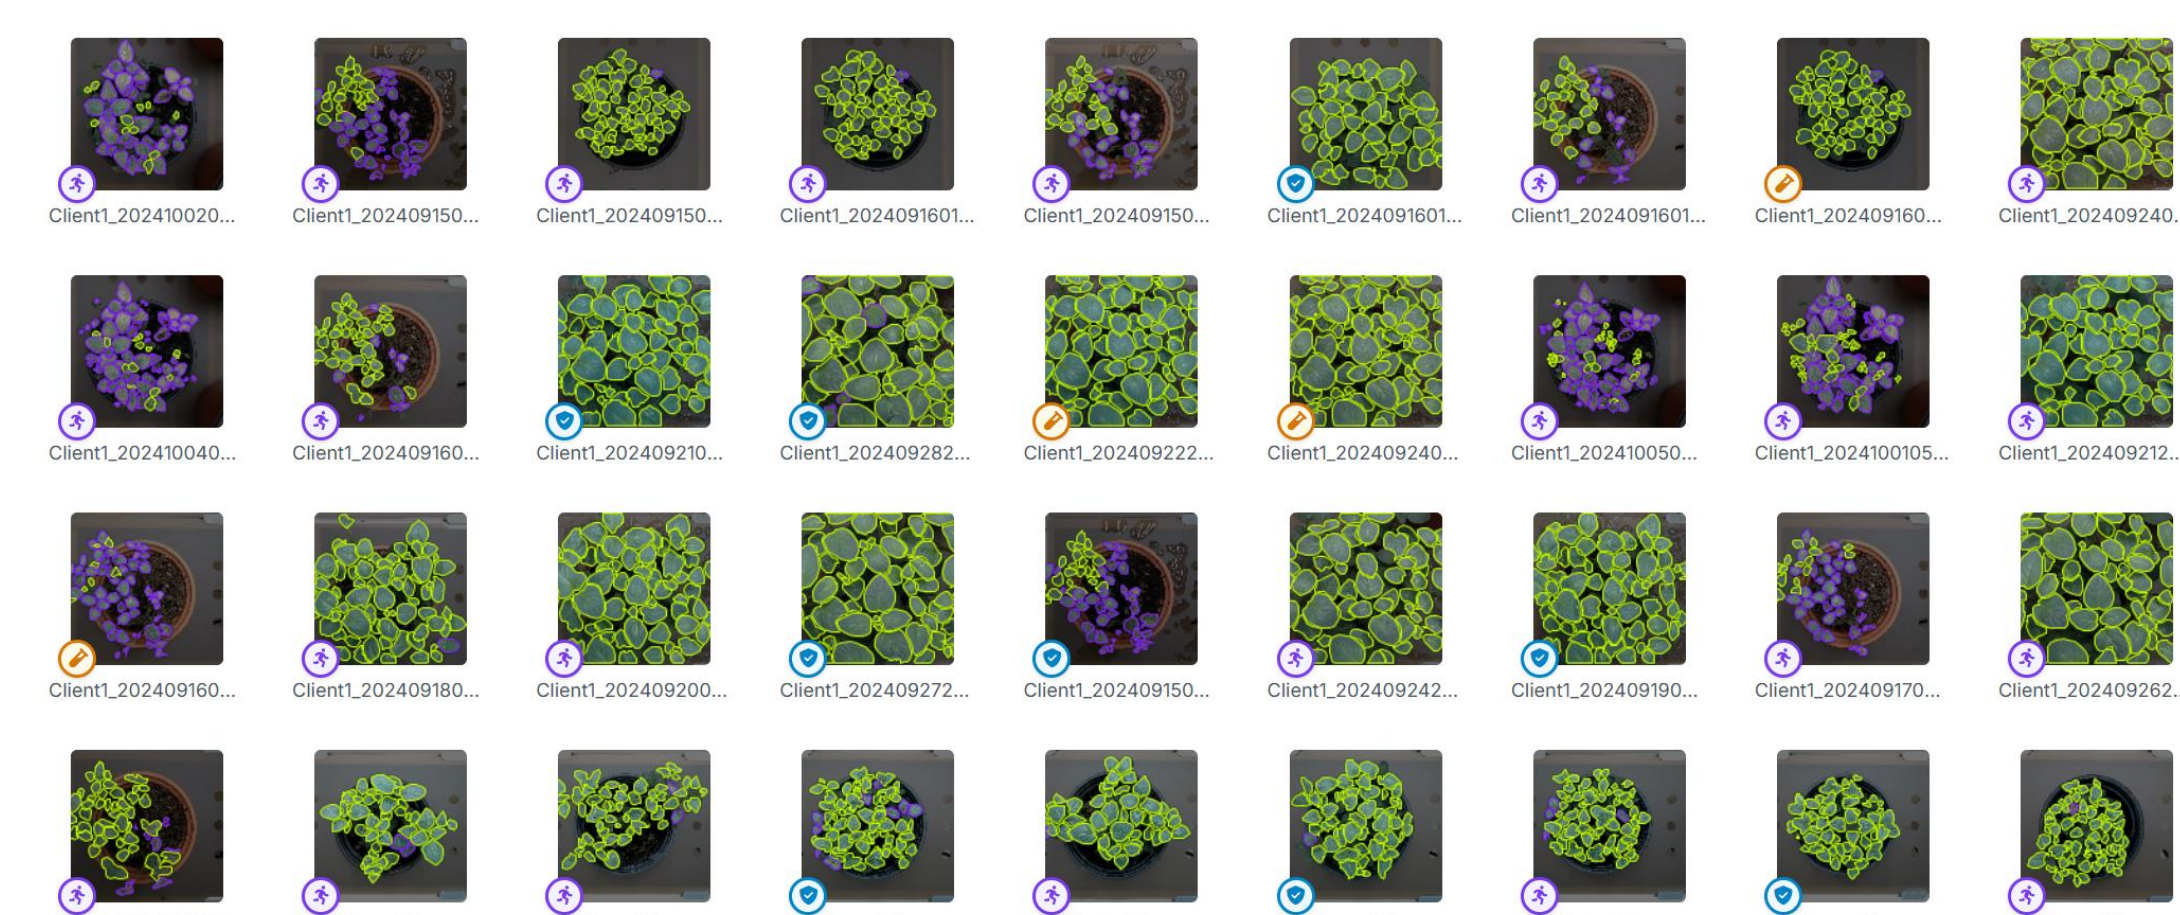 Client1_202410020...
Client1_202409150...
Client1_202409150...
Client1_2024091601...
Client1_202409150...
Client1_2024091601...
Client1_2024091601...
Client1_202409160...
Client1_202409240.
Client1_202410040...
Client1_202409160...
Client1_202409210...
Client1_202409282...
Client1_202409222...
Client1_202409240...
Client1_202410050...
Client1_2024100105...
Client1_202409212..
Client1_202409160...
Client1_202409180...
Client1_202409200...
Client1_202409272...
Client1_202409150...
Client1_202409242...
Client1_202409190...
Client1_202409170...
Client1_202409262.